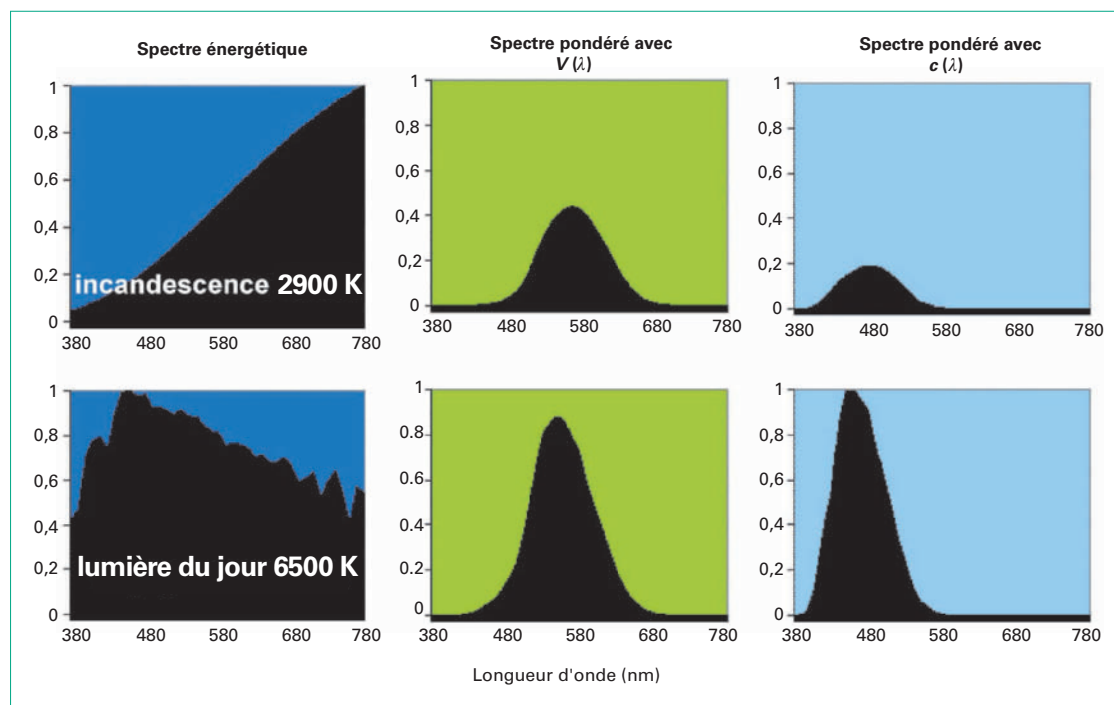 Spectre énergétique
Spectre pondéré avec
V (λ)
Spectre pondéré avec
c (λ)
1
0,8
0,6
0,4
0,2
0
incandescence 2900 K
380 480 580 680 780
1
0,8
0,6
0,4
0,2
0
380 480 580 680 780
1
0,8
0,6
0,4
0,2
0
380 480 580 680 780
1
0,8
0,6
0,4
0,2
0
lumière du jour 6500 K
380 480 580 680 780
1
0.8
0.6
0.4
0.2
0
380 480 580 680 780
1
0.8
0.6
0.4
0.2
0
380 480 580 680 780
Longueur d'onde (nm)